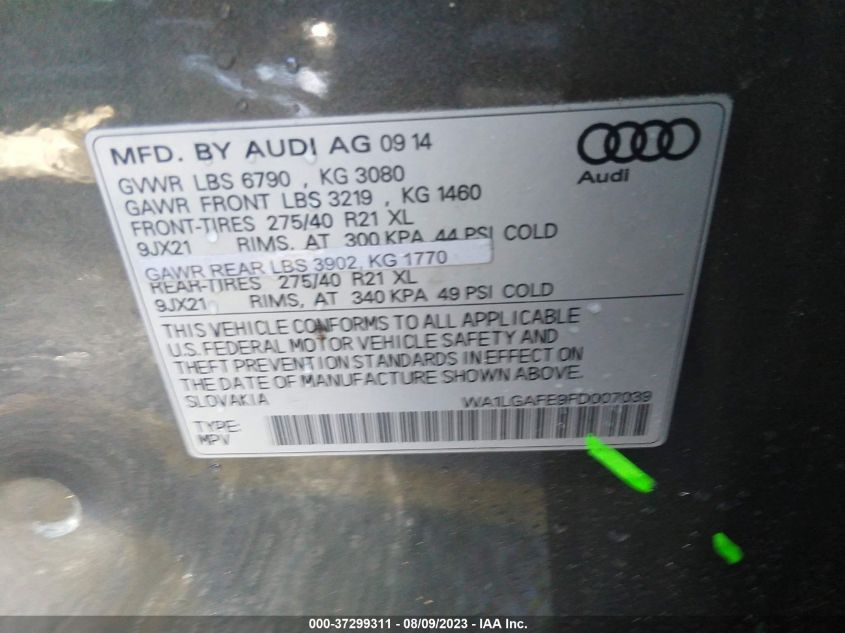 MFD. BY AUDI AG 09 14
Audi
GVWR LBS 6790 , KG 3080
GAWR FRONT LBS 3219 , KG 1460
FRONT-TIRES 275/40 R21 XL
9JX21 RIMS, AT 300 KPA 44 PSI COLD
GAWR REAR LBS 3902, KG 1770
REAR-TIRES 275/40 R21 XL
9JX21 RIMS, AT 340 KPA 49 PSI COLD
THIS VEHICLE CONFORMS TO ALL APPLICABLE
U.S. FEDERAL MOTOR VEHICLE SAFETY AND
THEFT PREVENTION STANDARDS IN EFFECT ON
THE DATE OF MANUFACTURE SHOWN ABOVE.
SLOVAKIA WA1LGAFE9FD007039
TYPE:
MPV
000-37299311 - 08/09/2023 - IAA Inc.